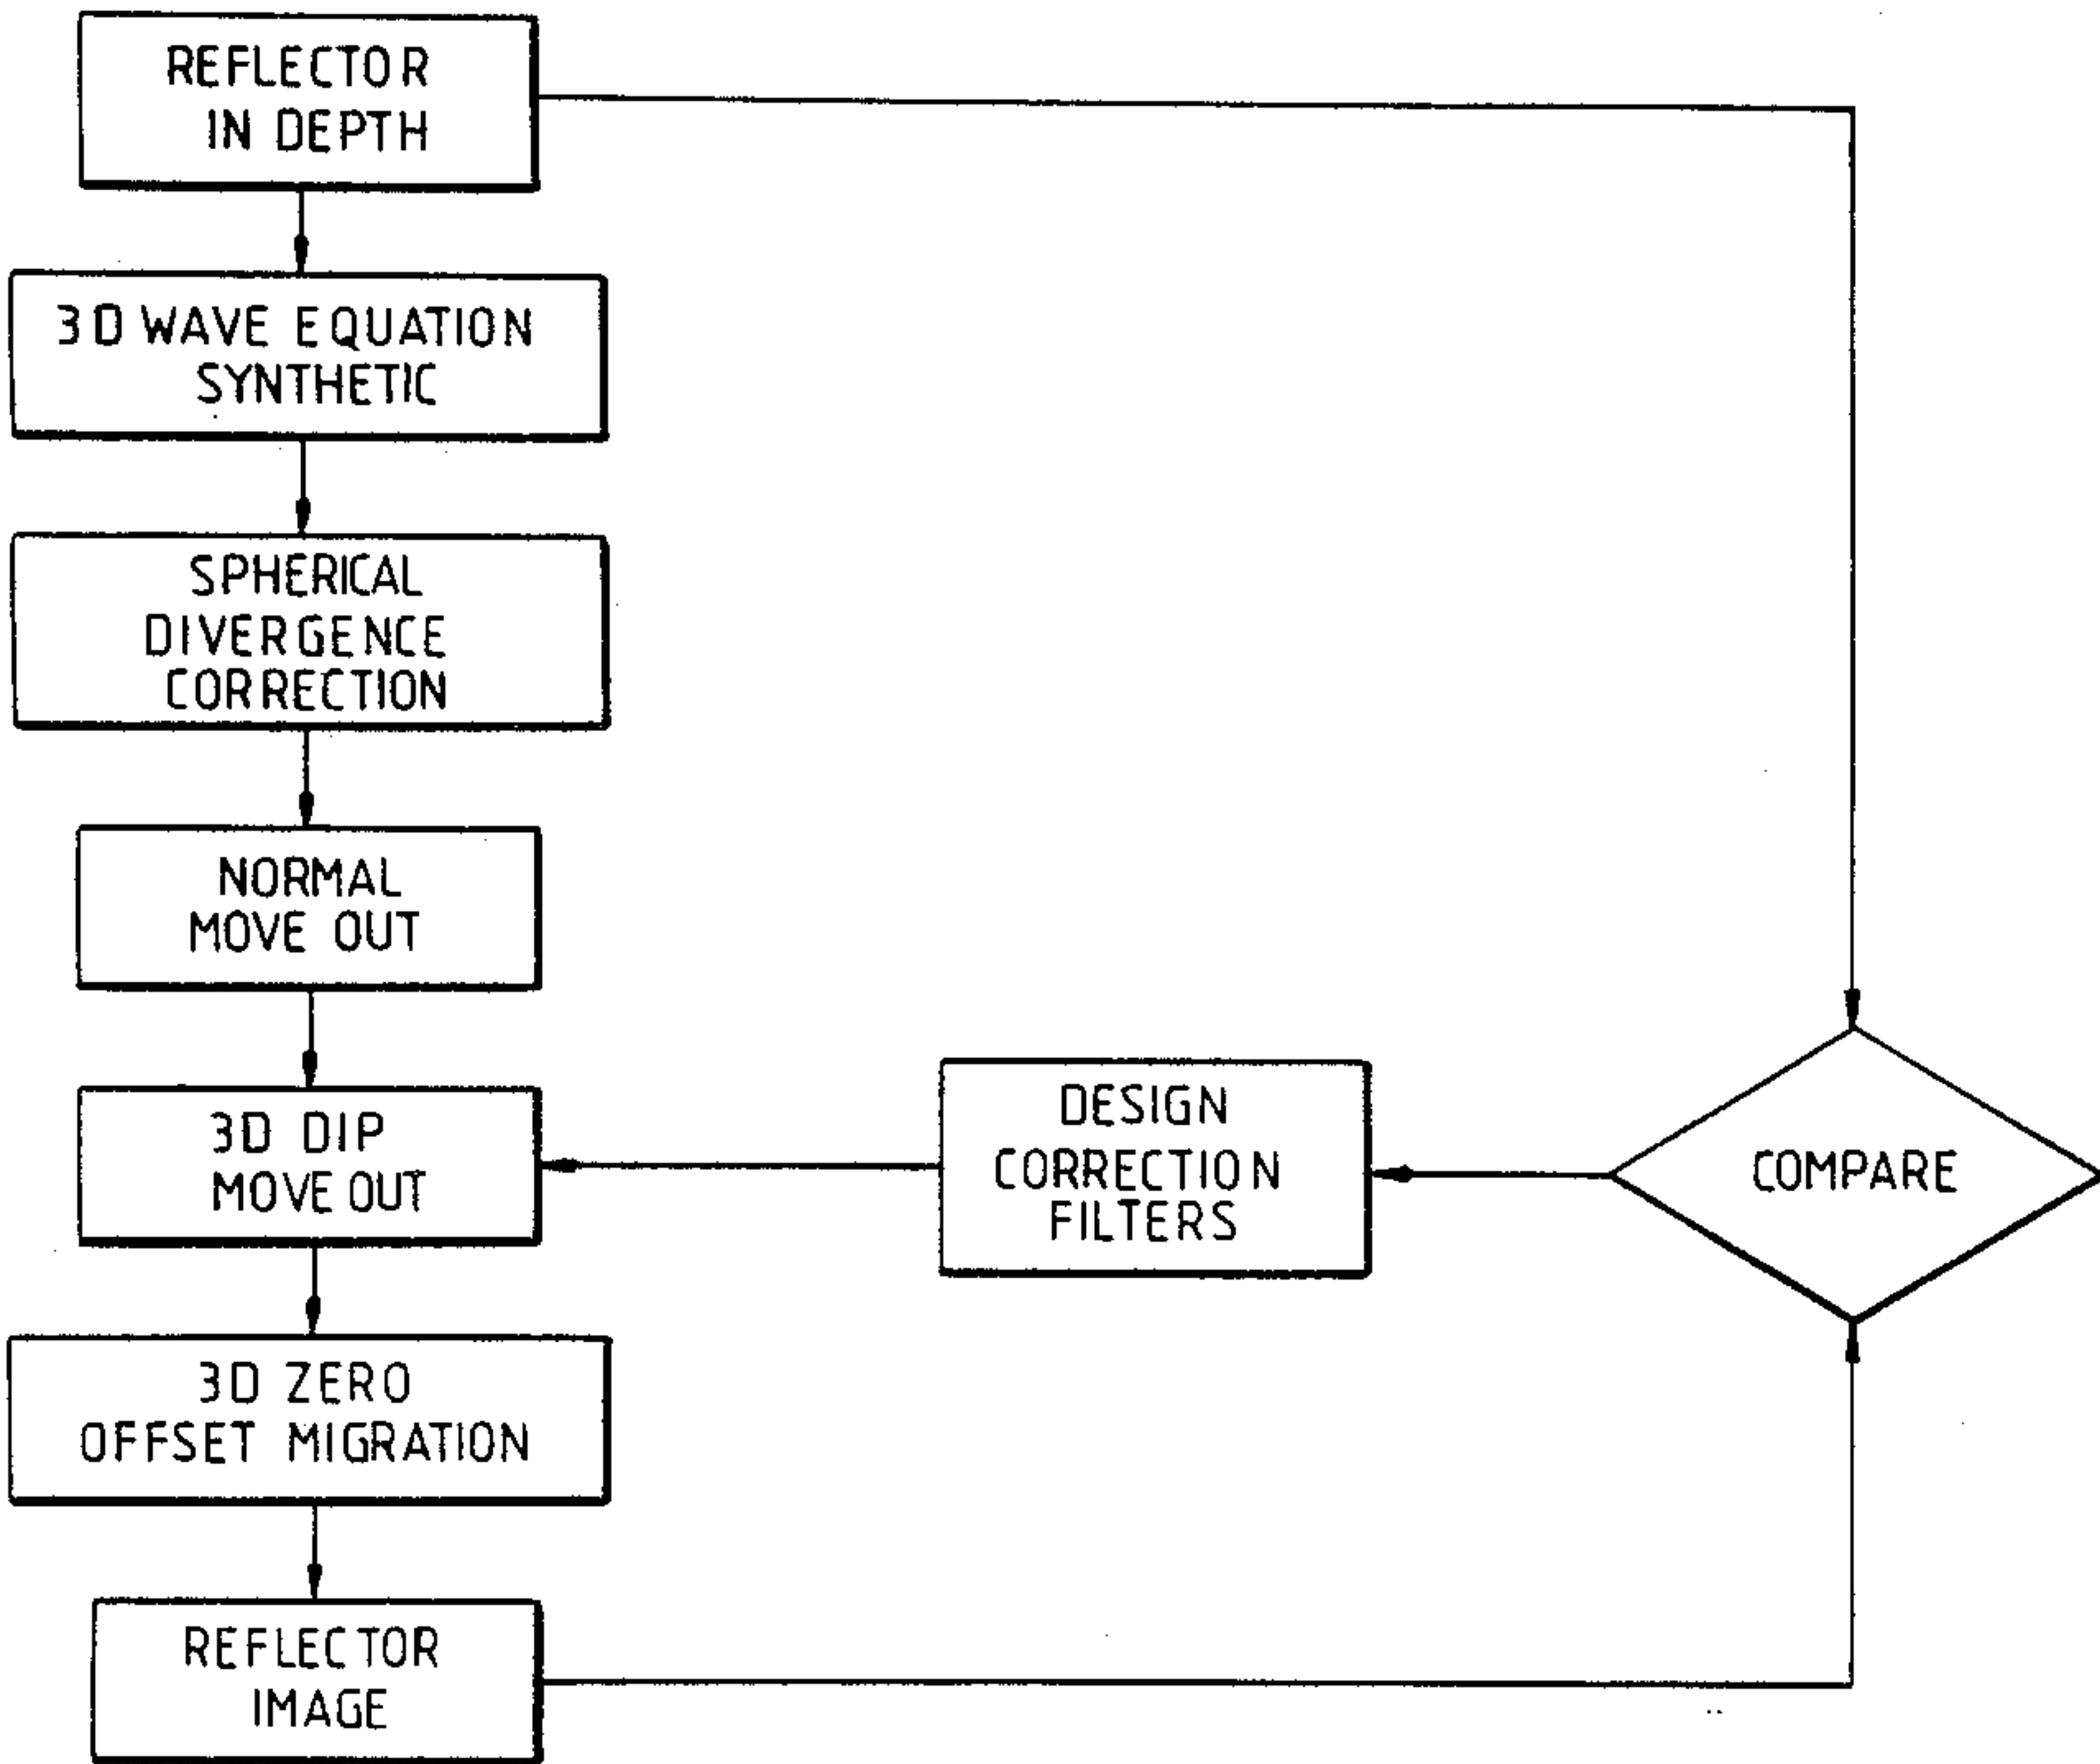 REFLECTOR
IN DEPTH
3D WAVE EQUATION
SYNTHETIC
SPHERICAL
DIVERGENCE
CORRECTION
NORMAL
MOVE OUT
3D DIP
MOVE OUT
DESIGN
CORRECTION
FILTERS
COMPARE
3D ZERO
OFFSET MIGRATION
REFLECTOR
IMAGE